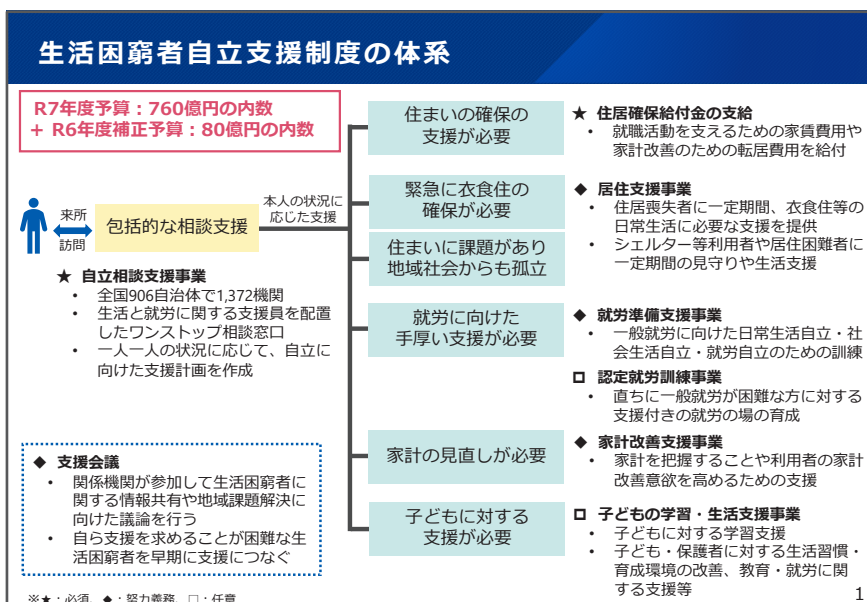 生活困窮者自立支援制度の体系
R7年度予算：760億円の内数
+ R6年度補正予算：80億円の内数
来所
訪問
包括的な相談支援
本人の状況に
応じた支援
★ 自立相談支援事業
• 全国906自治体で1,372機関
• 生活と就労に関する支援員を配置
したワンストップ相談窓口
• 一人一人の状況に応じて、自立に
向けた支援計画を作成
◆ 支援会議
• 関係機関が参加して生活困窮者に
関する情報共有や地域課題解決に
向けた議論を行う
• 自ら支援を求めることが困難な生
活困窮者を早期に支援につなぐ
住まいの確保の
支援が必要
★ 住居確保給付金の支給
• 就職活動を支えるための家賃費用や
家計改善のための転居費用を給付
緊急に衣食住の
確保が必要
住まいに課題があり
地域社会からも孤立
◆ 居住支援事業
• 住居喪失者に一定期間、衣食住等の
日常生活に必要な支援を提供
• シェルター等利用者や居住困難者に
一定期間の見守りや生活支援
就労に向けた
手厚い支援が必要
◆ 就労準備支援事業
• 一般就労に向けた日常生活自立・社
会生活自立・就労自立のための訓練
□ 認定就労訓練事業
• 直ちに一般就労が困難な方に対する
支援付きの就労の場の育成
家計の見直しが必要
◆ 家計改善支援事業
• 家計を把握することや利用者の家計
改善意欲を高めるための支援
子どもに対する
支援が必要
□ 子どもの学習・生活支援事業
• 子どもに対する学習支援
• 子ども・保護者に対する生活習慣・
育成環境の改善、教育・就労に関
する支援等
※★：必須、◆：努力義務、□：任意
1